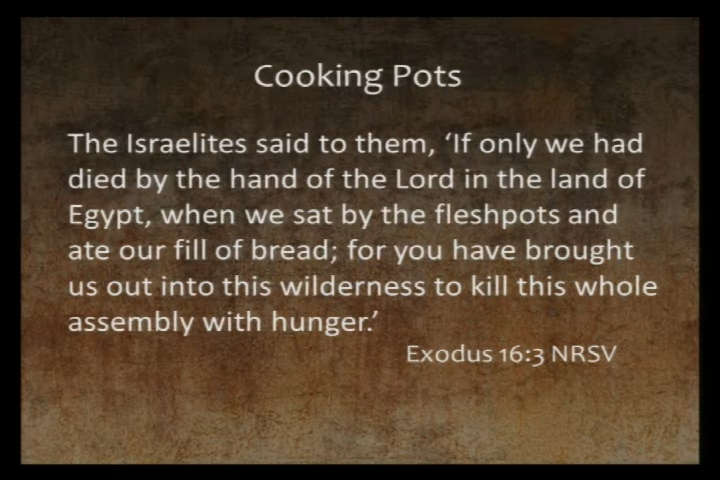 Cooking Pots
The Israelites said to them, ‘If only we had
died by the hand of the Lord in the land of
Egypt, when we sat by the fleshpots and
ate our fill of bread; for you have brought
us out into this wilderness to kill this whole
assembly with hunger.’
Exodus 16:3 NRSV